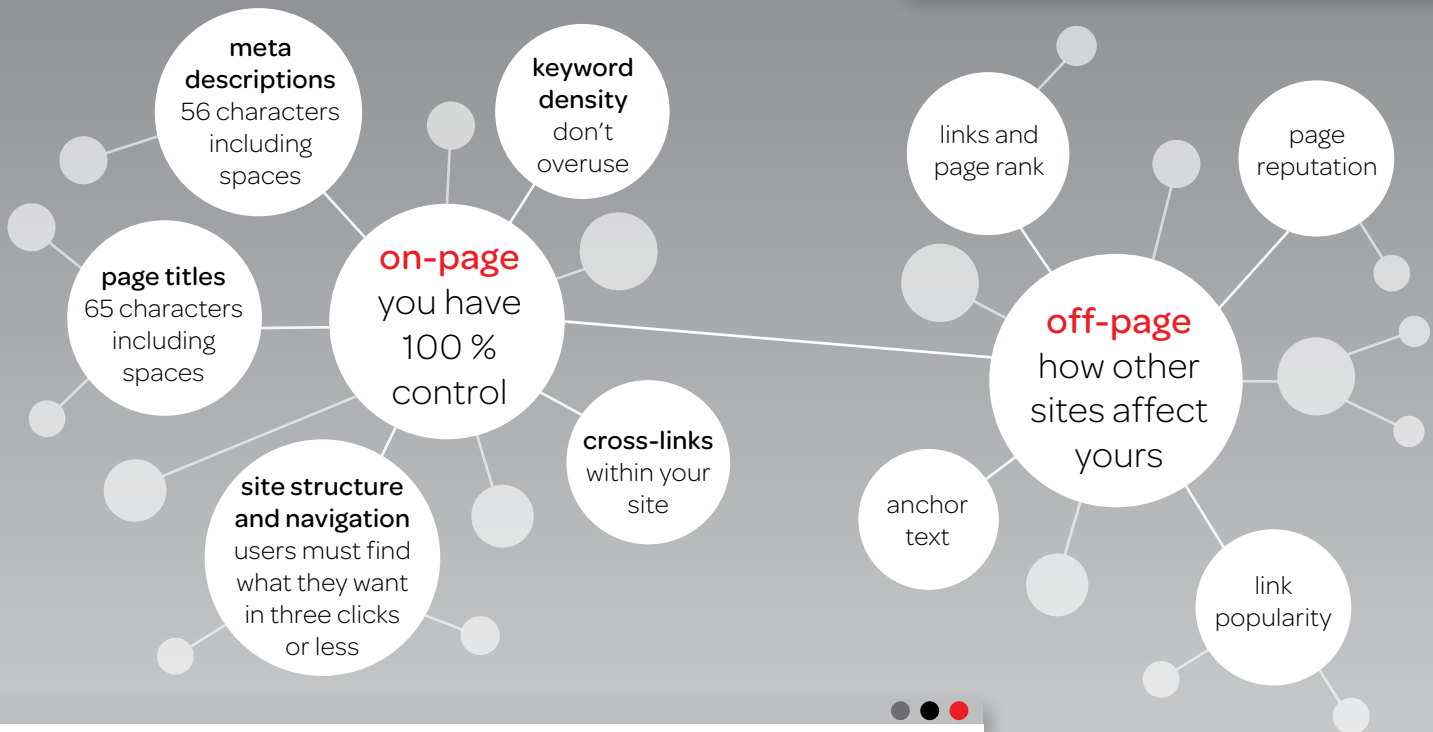 meta
descriptions
56 characters
including
spaces
keyword
density
don't
overuse
page titles
65 characters
including
spaces
on-page
you have
100 %
control
cross-links
within your
site
site structure
and navigation
users must find
what they want
in three clicks
or less
links and
page rank
page
reputation
off-page
how other
sites affect
yours
anchor
text
link
popularity